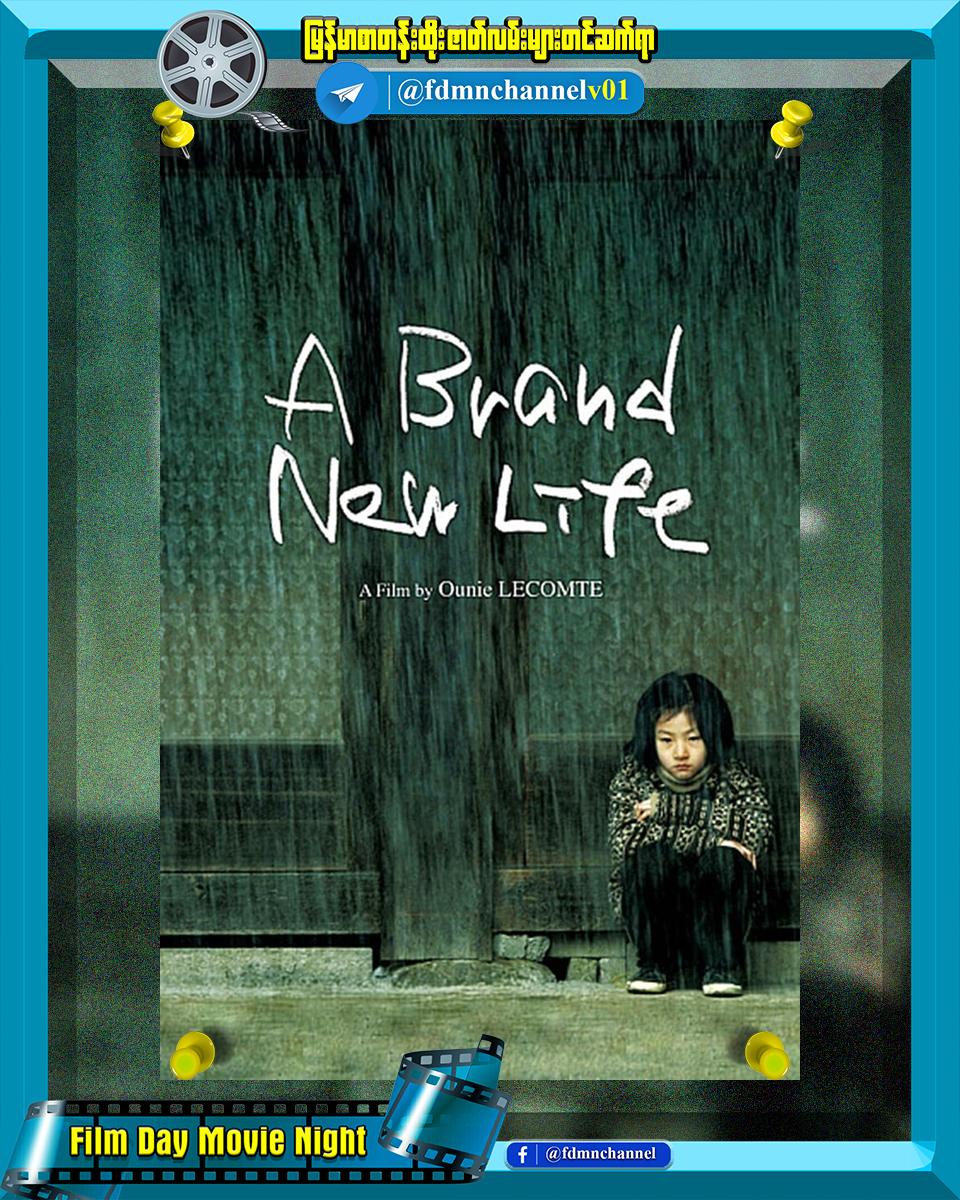 မြန်မာစာတန်းထိုးဇာတ်လမ်းများတင်ဆက်ရာ
@fdmnchannelv01
A Brand
New Life
A Film by Ounie LECOMTE
Film Day Movie Night
@fdmnchannel